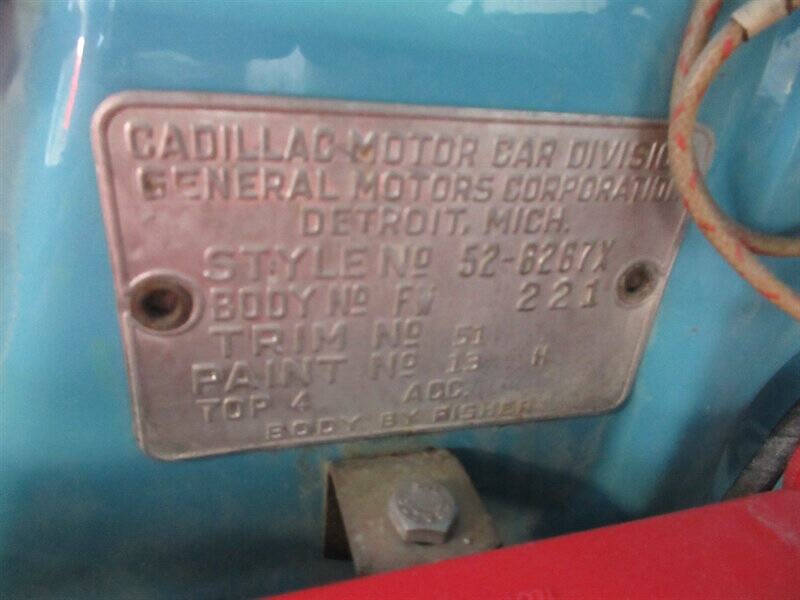 CADILLAC MOTOR CAR DIVISIO
GENERAL MOTORS CORPORATION
DETROIT, MICH.
STYLE Nº 52-6267X
BODY Nº FW 221
TRIM Nº 51
PAINT Nº 13 H
TOP 4 ACC.
BODY BY FISHER